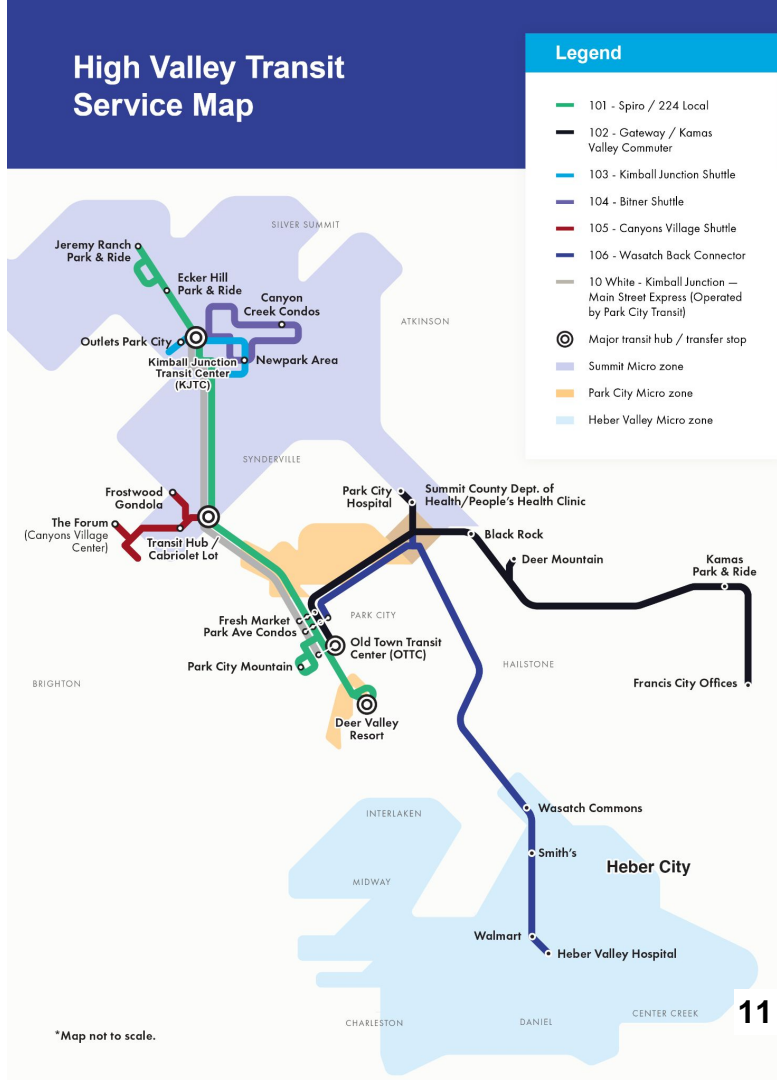 High Valley Transit
Service Map
Legend
101 - Spiro / 224 Local
102 - Gateway / Kamas
Valley Commuter
103 - Kimball Junction Shuttle
104 - Bitner Shuttle
105 - Canyons Village Shuttle
106 - Wasatch Back Connector
10 White - Kimball Junction —
Main Street Express (Operated
by Park City Transit)
Major transit hub / transfer stop
Summit Micro zone
Park City Micro zone
Heber Valley Micro zone
SILVER SUMMIT
Jeremy Ranch
Park & Ride
Ecker Hill
Park & Ride
Canyon
Creek Condos
ATKINSON
Outlets Park City
Kimball Junction
Transit Center
(KJTC)
Newpark Area
SYNDERVILLE
Frostwood
Gondola
The Forum
(Canyons Village
Center)
Transit Hub /
Cabriolet Lot
Park City
Hospital
Summit County Dept. of
Health/People's Health Clinic
Black Rock
Deer Mountain
Kamas
Park & Ride
Fresh Market
Park Ave Condos
PARK CITY
Old Town Transit
Center (OTTC)
Park City Mountain
HAILSTONE
BRIGHTON
Francis City Offices
Deer Valley
Resort
Wasatch Commons
INTERLAKEN
Smith's
Heber City
MIDWAY
Walmart
Heber Valley Hospital
CENTER CREEK
CHARLESTON
DANIEL
11
*Map not to scale.